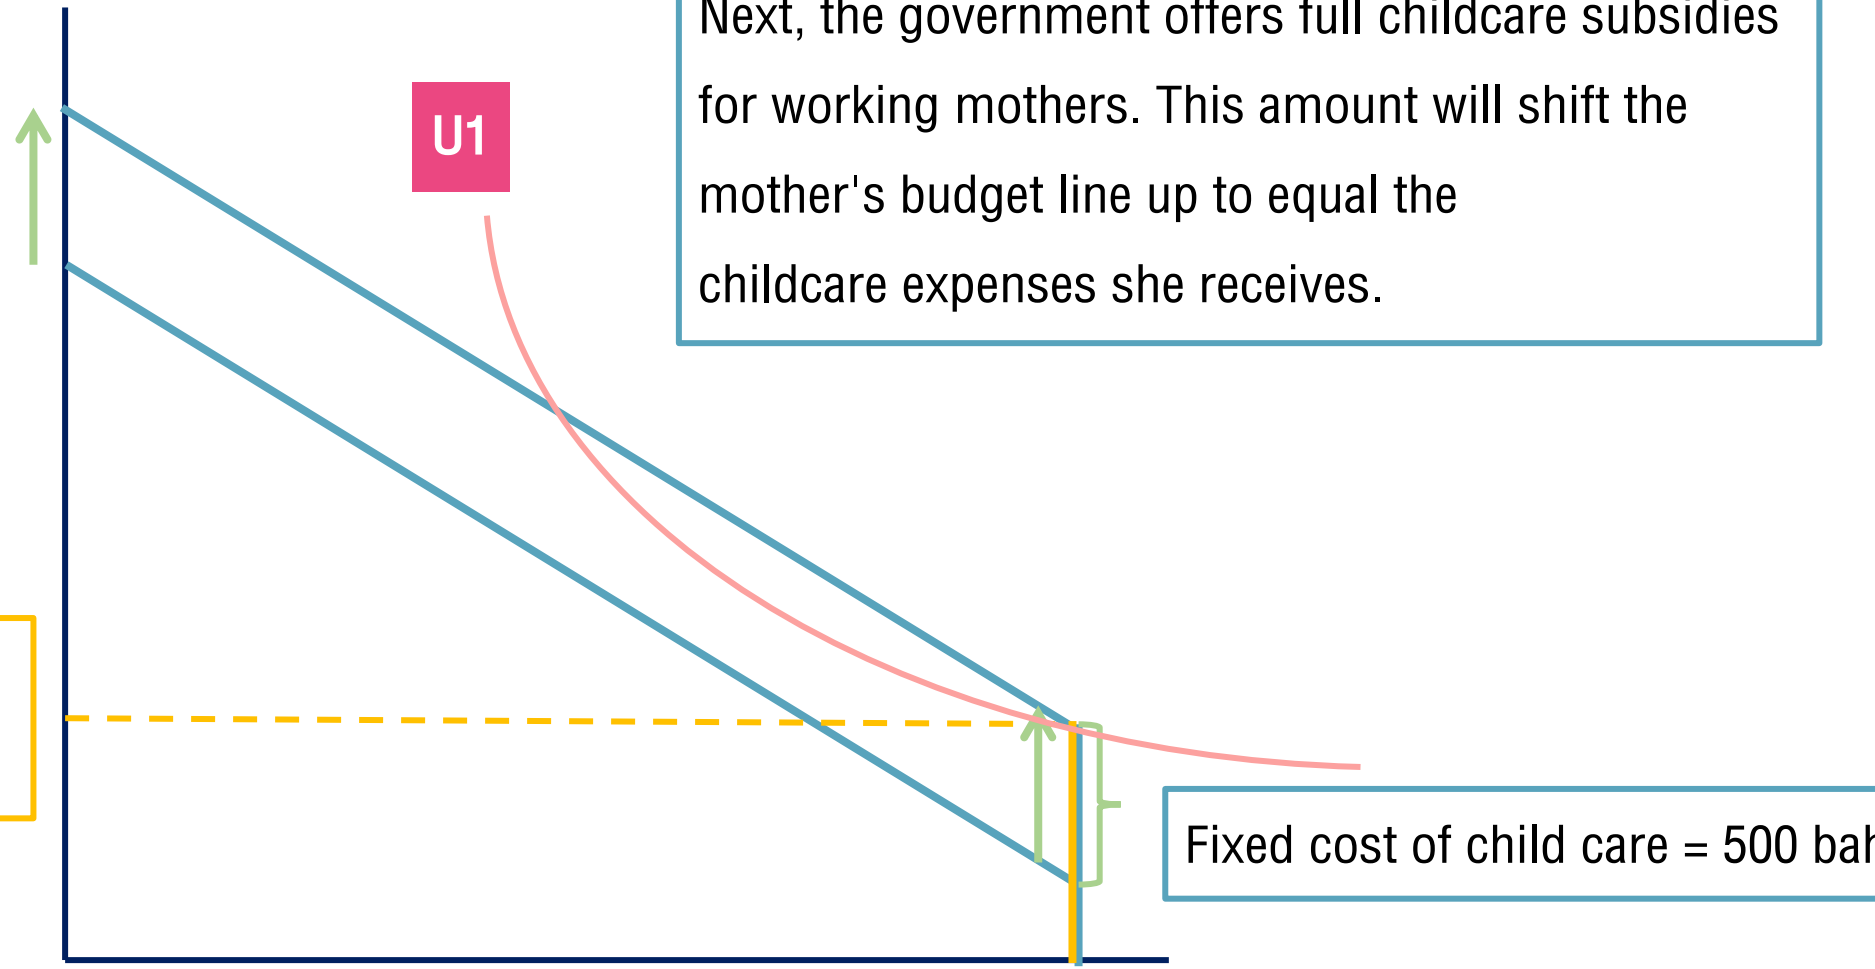 Next, the government offers full childcare subsidies
for working mothers. This amount will shift the
mother's budget line up to equal the
childcare expenses she receives.
U1
Fixed cost of child care = 500 bah